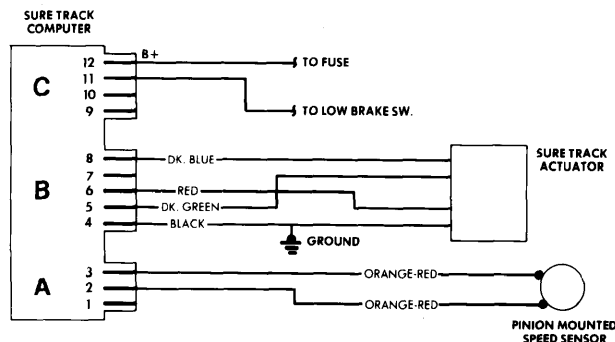 SURE TRACK
COMPUTER
B+
12
TO FUSE
11
C
10
9
TO LOW BRAKE SW.
8
DK. BLUE
SURE TRACK
ACTUATOR
7
B
6
RED
5
DK. GREEN
4
BLACK
GROUND
3
ORANGE-RED
A
2
1
ORANGE-RED
PINION MOUNTED
SPEED SENSOR